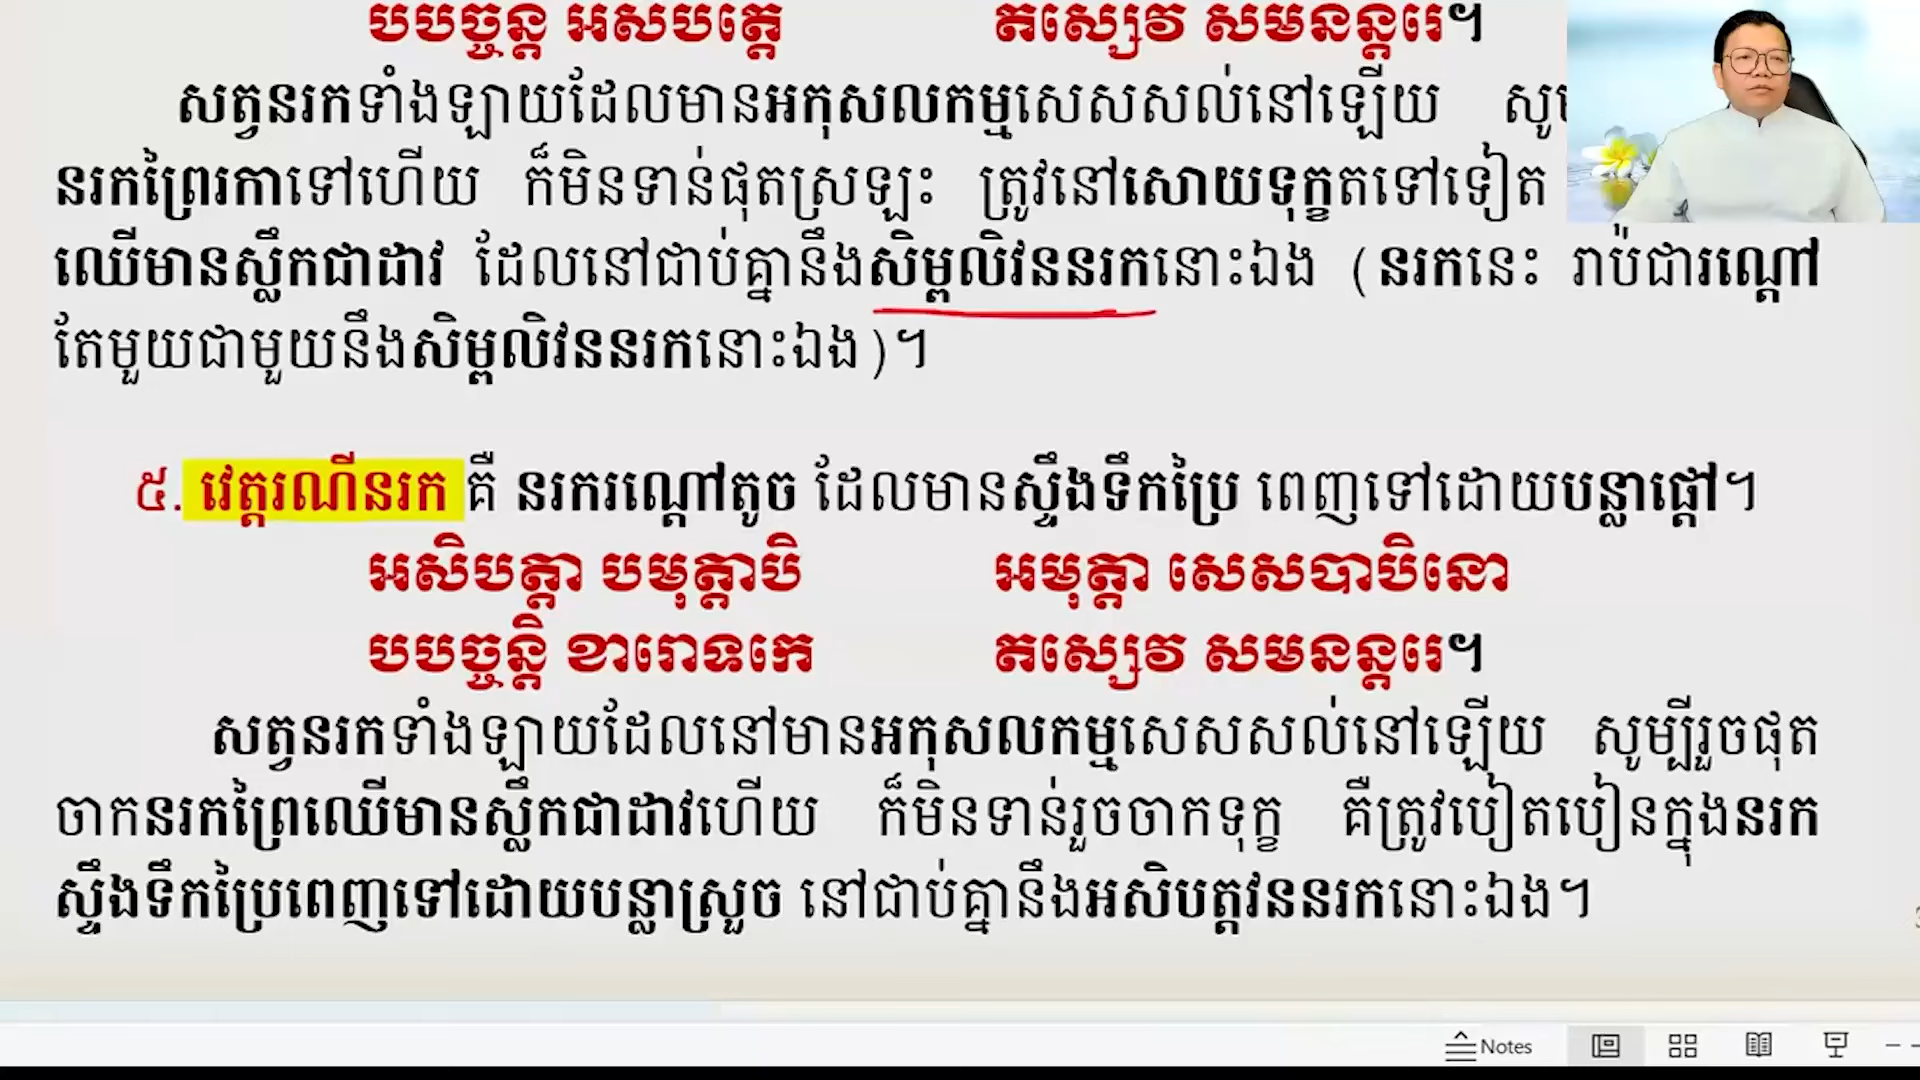 បបច្ចន្តិ អសិបត្តេ តស្សេវ សមនន្តរេ។
សត្វនរកទាំងឡាយដែលមានអកុសលកម្មសេសសល់នៅឡើយ
នរកព្រៃរកាទៅហើយ ក៏មិនទាន់ផុតស្រឡះ ត្រូវនៅសោយទុក្ខតទៅទៀត
ឈើមានស្លឹកជាដាវ ដែលនៅជាប់គ្នានឹងសិម្ពលិវននរកនោះឯង (នរកនេះ រាប់ជារណ្ដៅ
តែមួយជាមួយនឹងសិម្ពលិវននរកនោះឯង)។
៥. វេត្តរណីនរក គឺ នរករណ្ដៅតូច ដែលមានស្ទឹងទឹកប្រៃ ពេញទៅដោយបន្លាផ្ដៅ។
អសិបត្តា បមុត្តាបិ អមុត្តា សេសបាបិនោ
បបច្ចន្តិ ខារោទកេ តស្សេវ សមនន្តរេ។
សត្វនរកទាំងឡាយដែលនៅមានអកុសលកម្មសេសសល់នៅឡើយ សូម្បីរួចផុត
ចាកនរកព្រៃឈើមានស្លឹកជាដាវហើយ ក៏មិនទាន់រួចចាកទុក្ខ គឺត្រូវបៀតបៀនក្នុងនរក
ស្ទឹងទឹកប្រៃពេញទៅដោយបន្លាស្រួច នៅជាប់គ្នានឹងអសិបត្តវននរកនោះឯង។
Notes